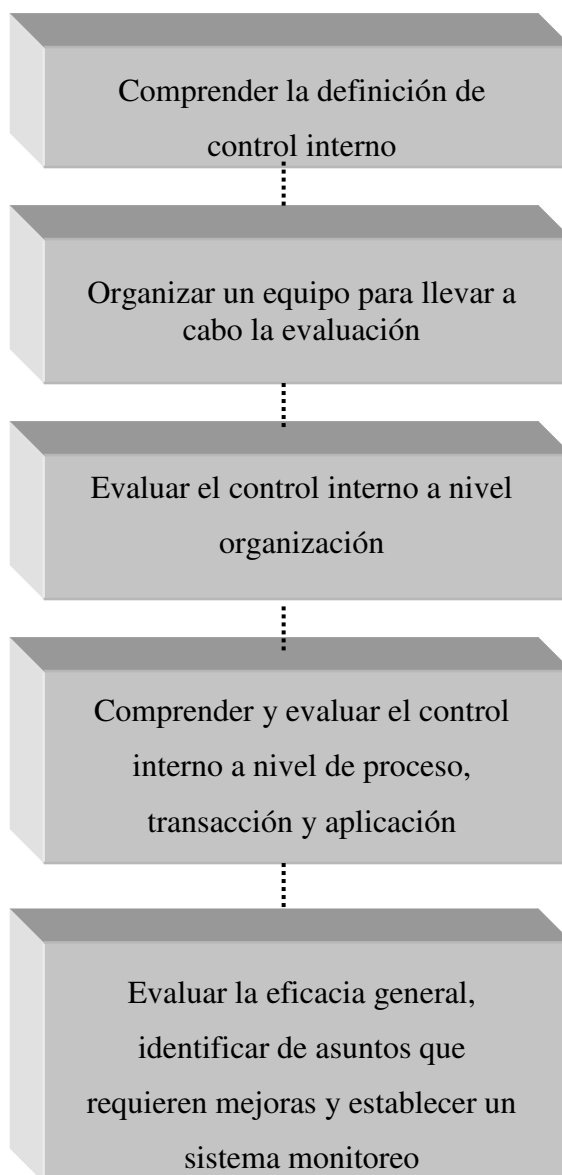 Comprender la definición de
control interno
Organizar un equipo para llevar a
cabo la evaluación
Evaluar el control interno a nivel
organización
Comprender y evaluar el control
interno a nivel de proceso,
transacción y aplicación
Evaluar la eficacia general,
identificar de asuntos que
requieren mejoras y establecer un
sistema monitoreo